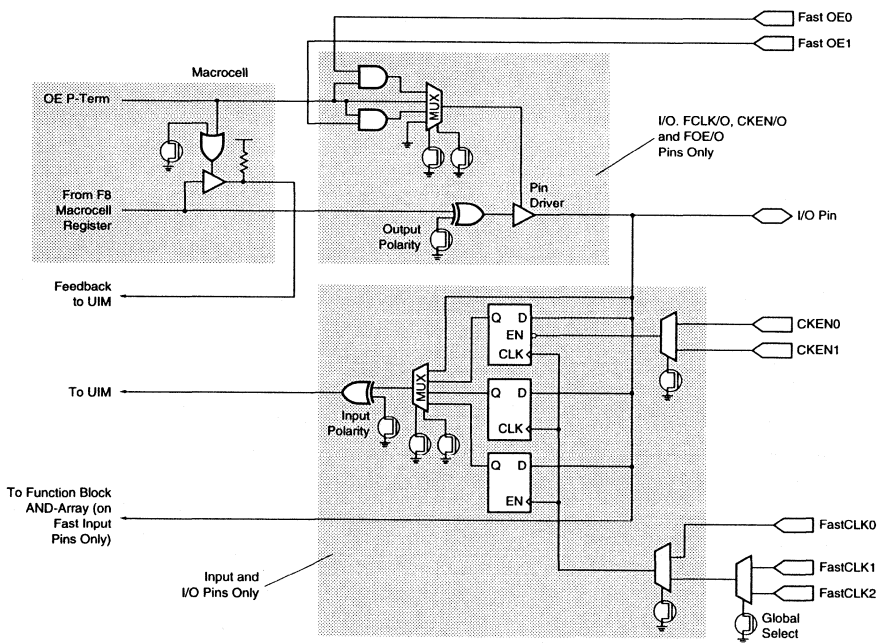 Fast OE0
Fast OE1
Macrocell
OE P-Term
MUX
I/O. FCLK/O, CKEN/O
and FOE/O
Pins Only
From F8
Macrocell
Register
Pin
Driver
Output
Polarity
I/O Pin
Feedback
to UIM
Q D
EN
CLK
CKEN0
CKEN1
To UIM
MUX
Input
Polarity
Q D
CLK
Q D
EN
To Function Block
AND-Array (on
Fast Input
Pins Only)
Input and
I/O Pins Only
FastCLK0
FastCLK1
FastCLK2
Global
Select